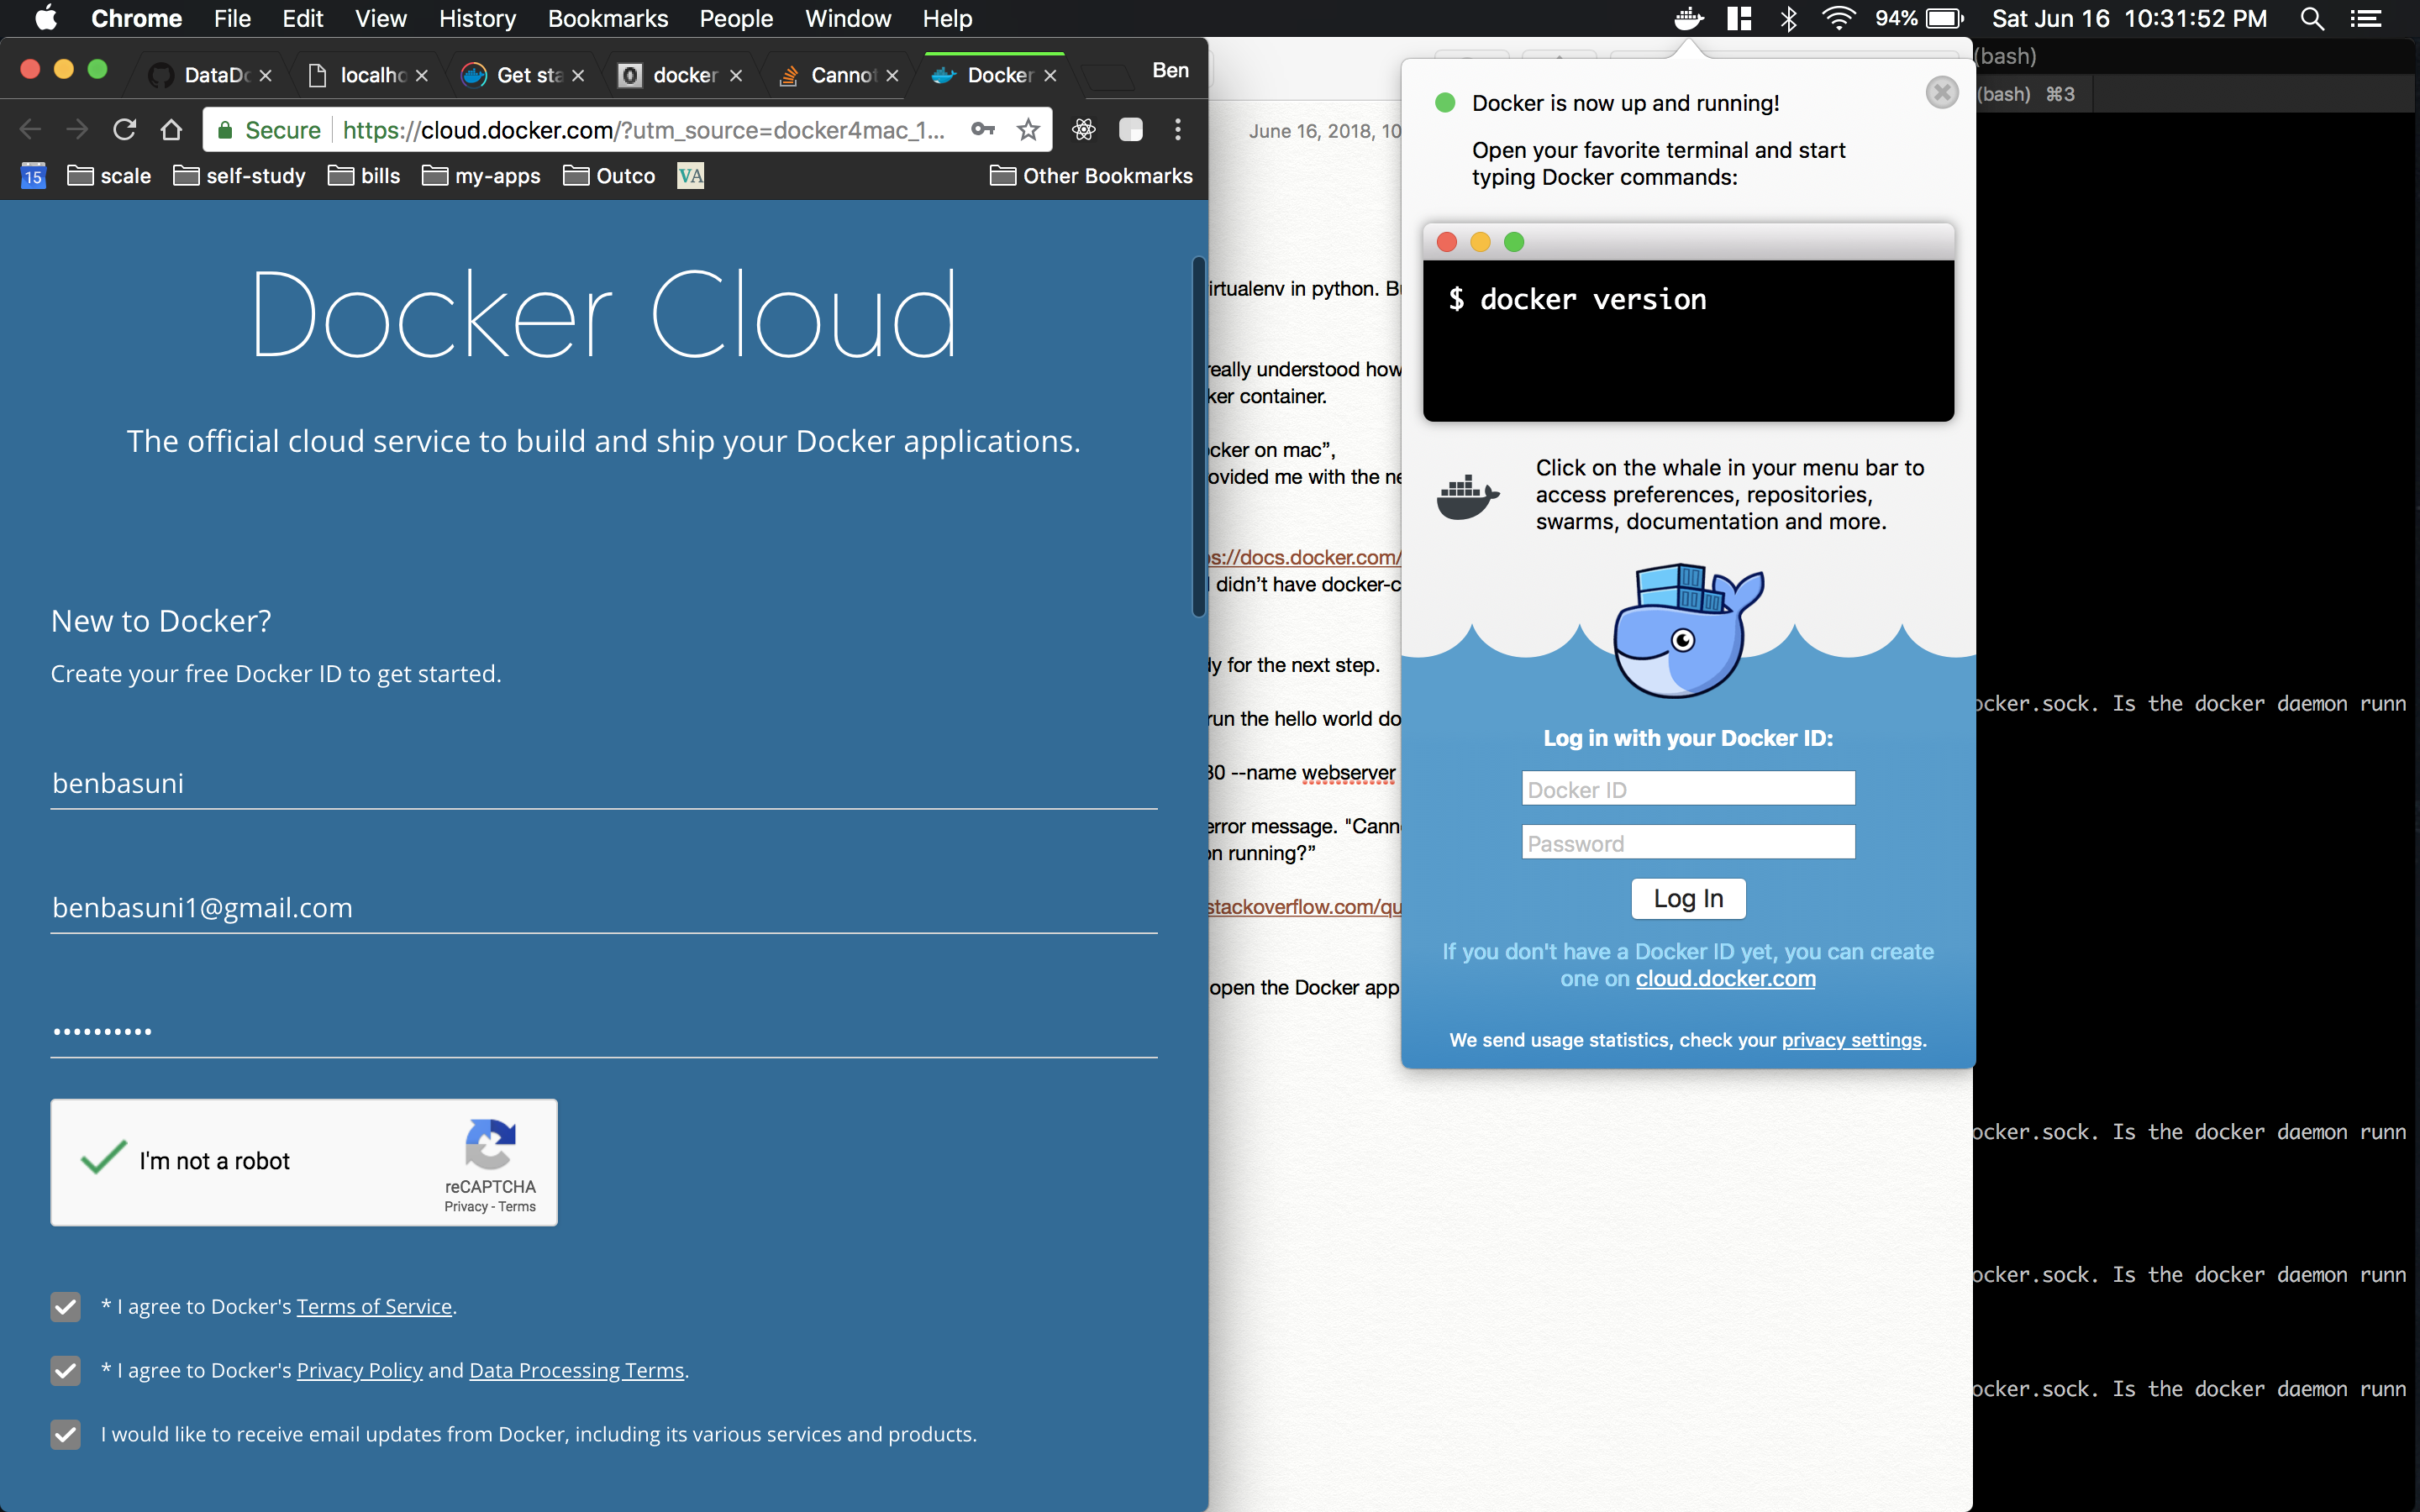 Chrome File Edit View History Bookmarks People Window Help
94% Sat Jun 16 10:31:52 PM
DataDo
localho
Get sta
docker
Cannot
Docker
Ben
Secure https://cloud.docker.com/?utm_source=docker4mac_1...
15 scale self-study bills my-apps Outco VA Other Bookmarks
Docker Cloud
The official cloud service to build and ship your Docker applications.
New to Docker?
Create your free Docker ID to get started.
benbasuni
benbasuni1@gmail.com
••••••••••
I'm not a robot
reCAPTCHA
Privacy - Terms
* I agree to Docker's Terms of Service.
* I agree to Docker's Privacy Policy and Data Processing Terms.
I would like to receive email updates from Docker, including its various services and products.
June 16, 2018, 10
irtualenv in python. B
really understood how
ker container.
ocker on mac”,
ovided me with the ne
ps://docs.docker.com/
I didn’t have docker-c
dy for the next step.
run the hello world do
80 --name webserver
error message. "Cann
on running?”
stackoverflow.com/qu
open the Docker app
Docker is now up and running!
Open your favorite terminal and start
typing Docker commands:
$ docker version
Click on the whale in your menu bar to
access preferences, repositories,
swarms, documentation and more.
Log in with your Docker ID:
Docker ID
Password
Log In
If you don't have a Docker ID yet, you can create
one on cloud.docker.com
We send usage statistics, check your privacy settings.
(bash)
(bash) ⌘3
ocker.sock. Is the docker daemon runn
ocker.sock. Is the docker daemon runn
ocker.sock. Is the docker daemon runn
ocker.sock. Is the docker daemon runn